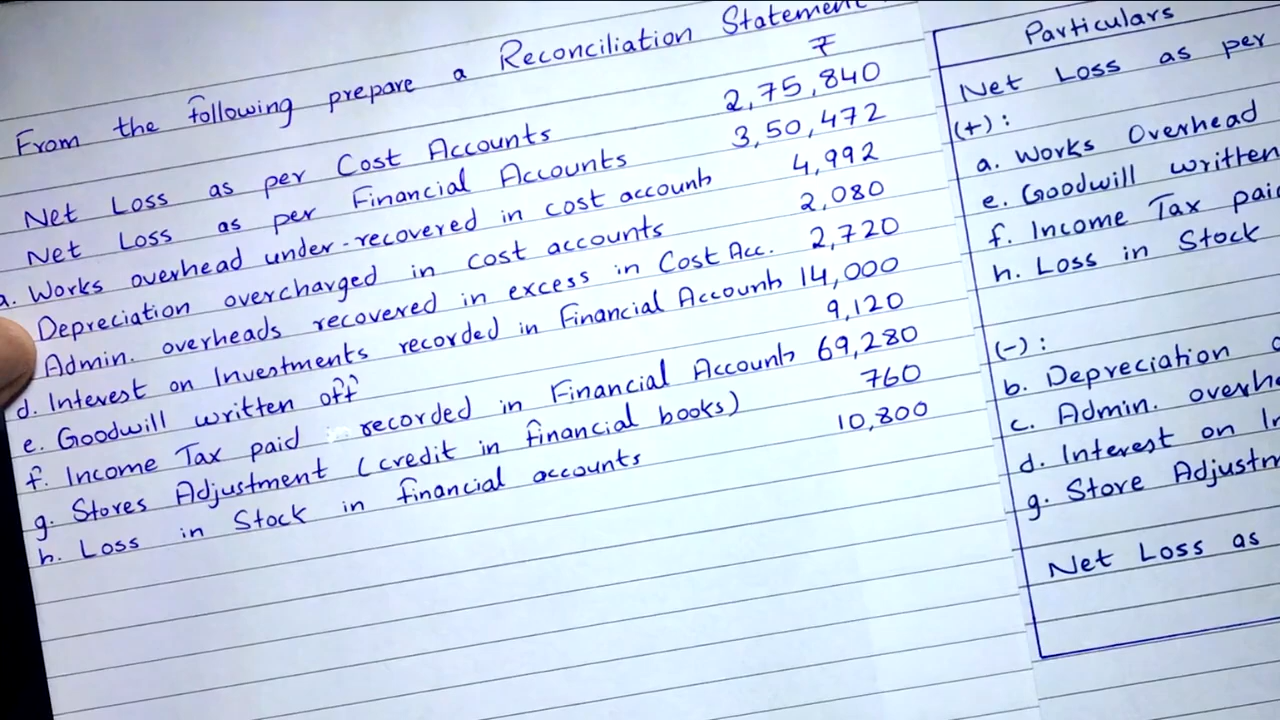 From the following prepare a Reconciliation Statement
₹
Net Loss as per Cost Accounts 2,75,840
Net Loss as per Financial Accounts 3,50,472
a. Works overhead under-recovered in cost accounts 4,992
Depreciation overcharged in cost accounts 2,080
Admin. overheads recovered in excess in Cost Acc. 2,720
d. Interest on Investments recorded in Financial Accounts 14,000
e. Goodwill written off 9,120
f. Income Tax paid recorded in Financial Accounts 69,280
g. Stores Adjustment (credit in financial books) 760
h. Loss in Stock in financial accounts 10,800
Particulars
Net Loss as per
(+):
a. Works Overhead
e. Goodwill written
f. Income Tax paid
h. Loss in Stock
(-):
b. Depreciation
c. Admin. overhe
d. Interest on In
g. Store Adjustm
Net Loss as